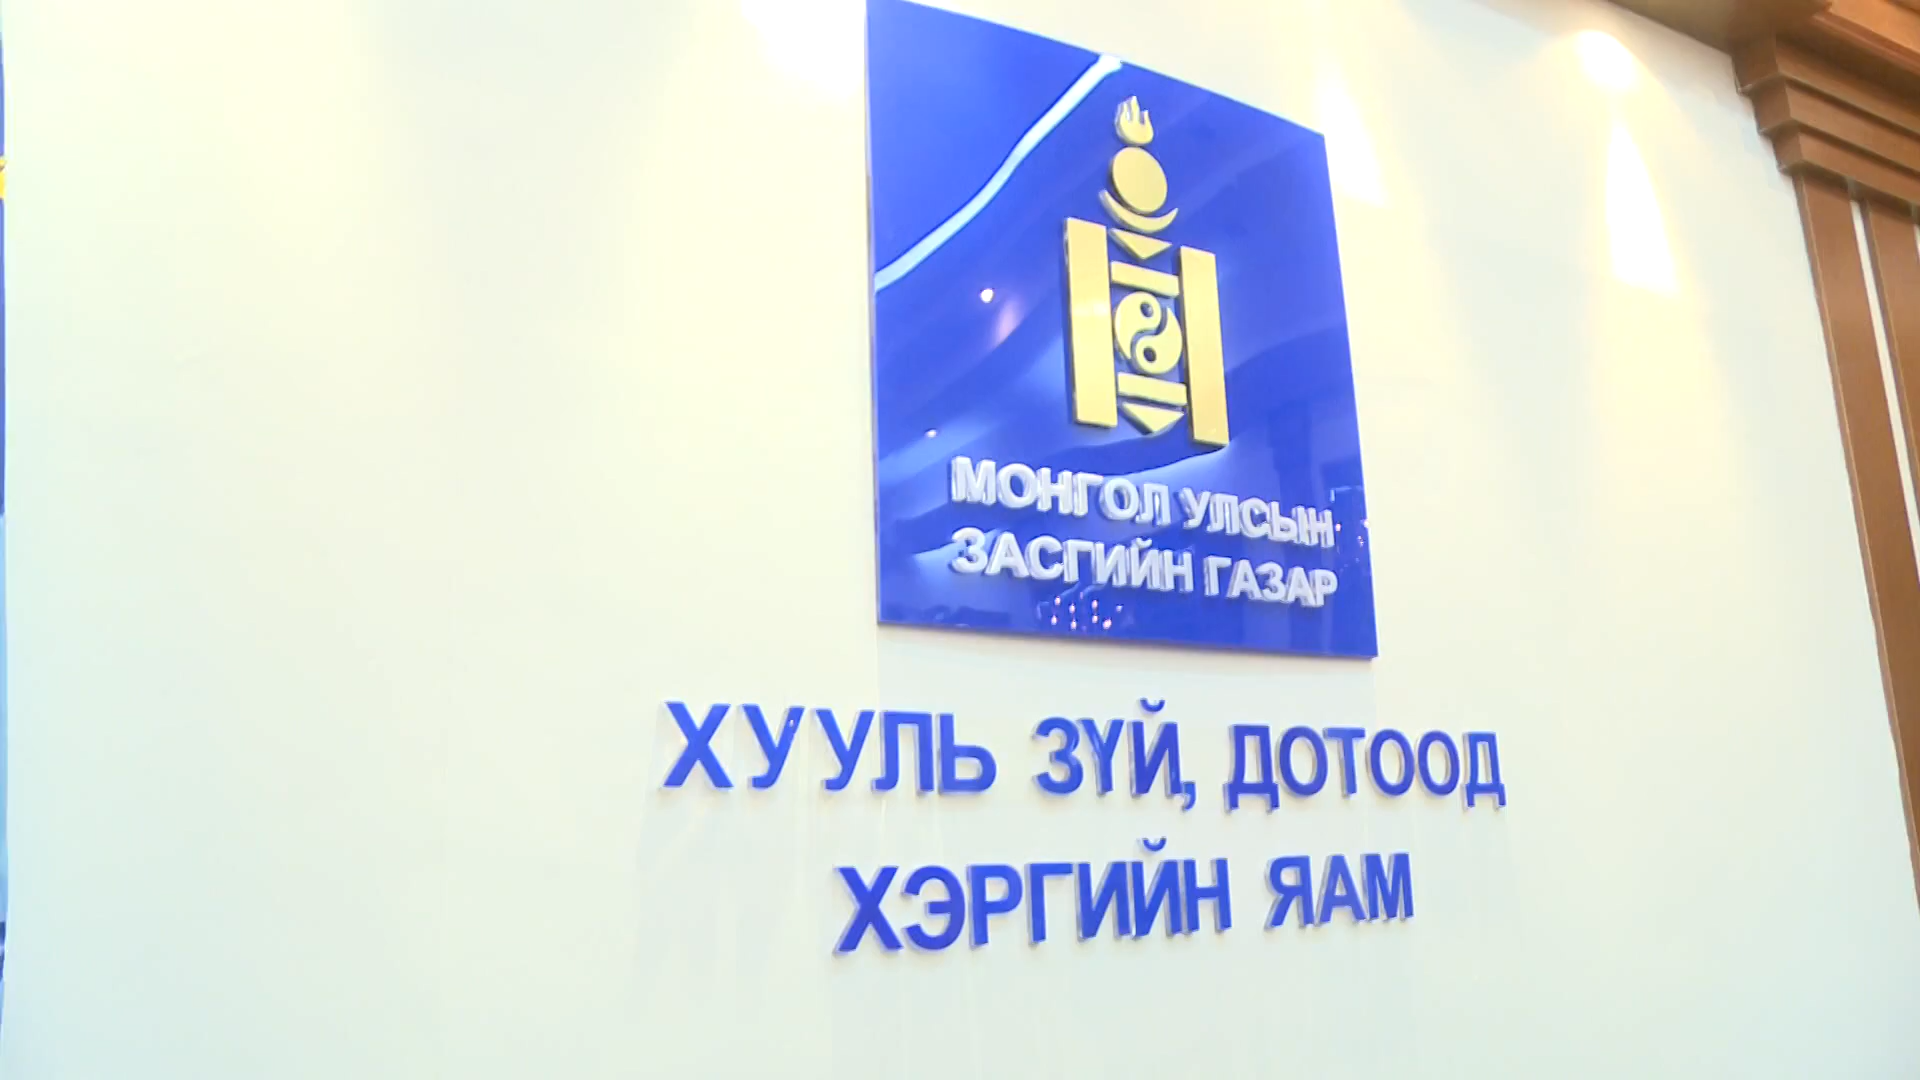 МОНГОЛ УЛСЫН
ЗАСГИЙН ГАЗАР
ХУУЛЬ ЗҮЙ, ДОТООД
ХЭРГИЙН ЯАМ